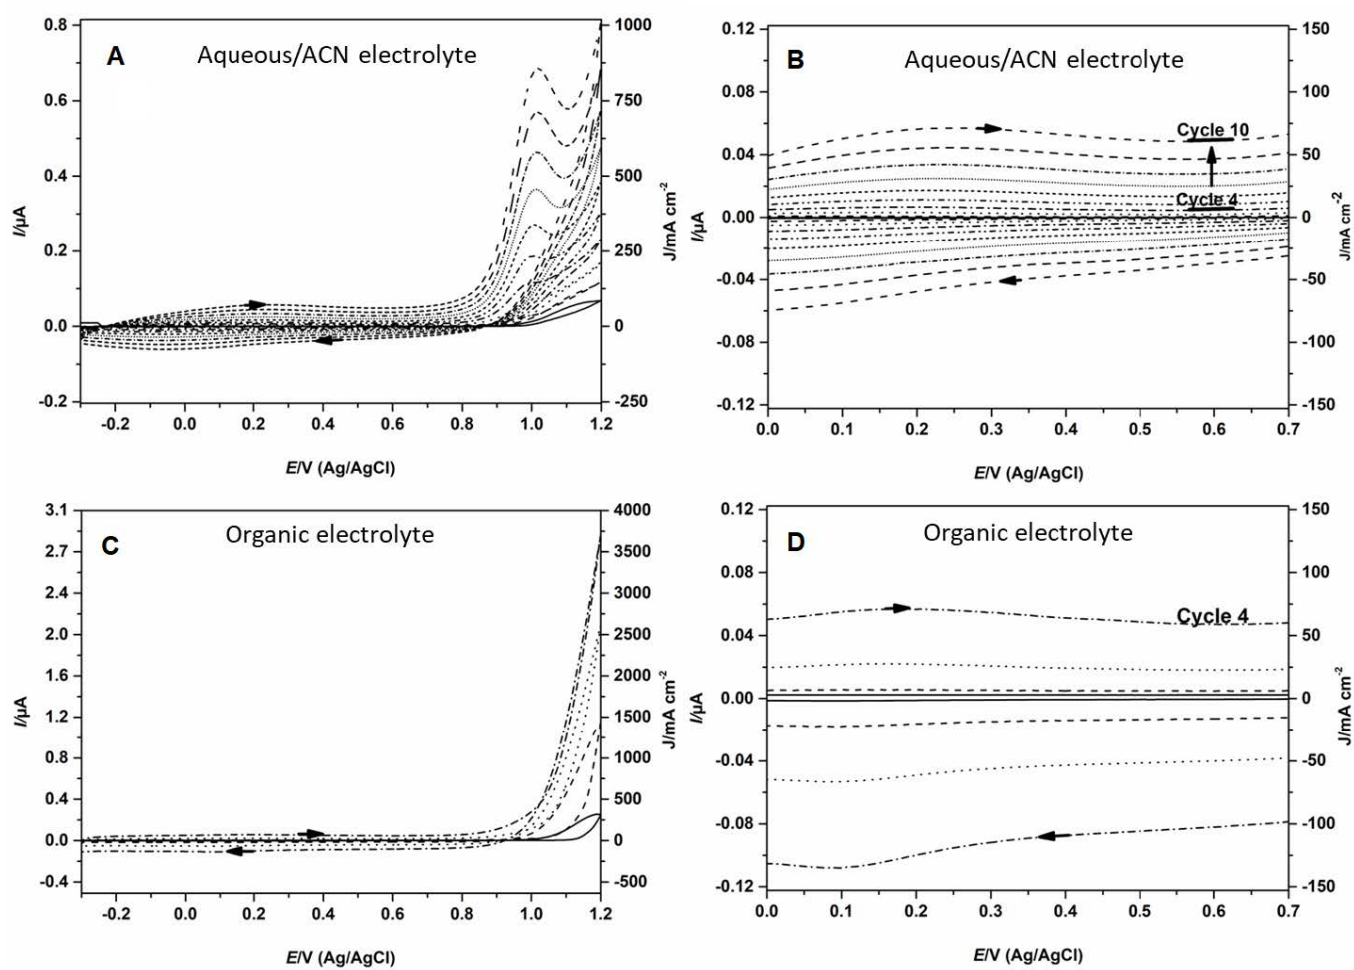 A
Aqueous/ACN electrolyte
0.8
0.6
0.4
0.2
0.0
-0.2
I/µA
1000
750
500
250
0
-250
J/mA cm-2
-0.2 0.0 0.2 0.4 0.6 0.8 1.0 1.2
E/V (Ag/AgCl)
B
Aqueous/ACN electrolyte
0.12
0.08
0.04
0.00
-0.04
-0.08
-0.12
I/µA
Cycle 10
Cycle 4
150
100
50
0
-50
-100
-150
J/mA cm-2
0.0 0.1 0.2 0.3 0.4 0.5 0.6 0.7
E/V (Ag/AgCl)
C
Organic electrolyte
3.1
2.7
2.4
2.0
1.6
1.2
0.8
0.4
0.0
-0.4
I/µA
4000
3500
3000
2500
2000
1500
1000
500
0
-500
J/mA cm-2
-0.2 0.0 0.2 0.4 0.6 0.8 1.0 1.2
E/V (Ag/AgCl)
D
Organic electrolyte
0.12
0.08
0.04
0.00
-0.04
-0.08
-0.12
I/µA
Cycle 4
150
100
50
0
-50
-100
-150
J/mA cm-2
0.0 0.1 0.2 0.3 0.4 0.5 0.6 0.7
E/V (Ag/AgCl)